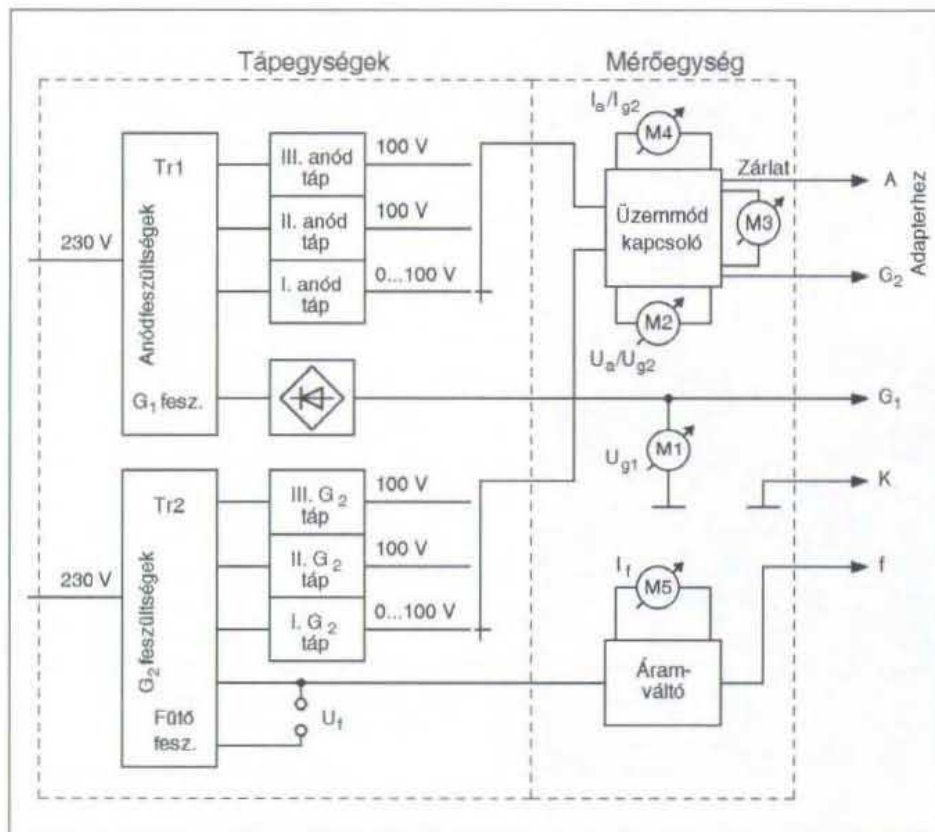 Tápegységek
Mérőegység
Tr1
Anódfeszültségek
G1 fesz.
230 V
III. anód
táp
II. anód
táp
I. anód
táp
100 V
100 V
0...100 V
Ia/Ig2
M4
Üzemmód
kapcsoló
Zárlat
M3
M2
Ua/Ug2
A
G2
Adapterhez
G1
M1
Ug1
K
Tr2
G2 feszültségek
Fűtő
fesz.
230 V
III. G2
táp
II. G2
táp
I. G2
táp
100 V
100 V
0...100 V
Uf
If
M5
Áram-
váltó
f